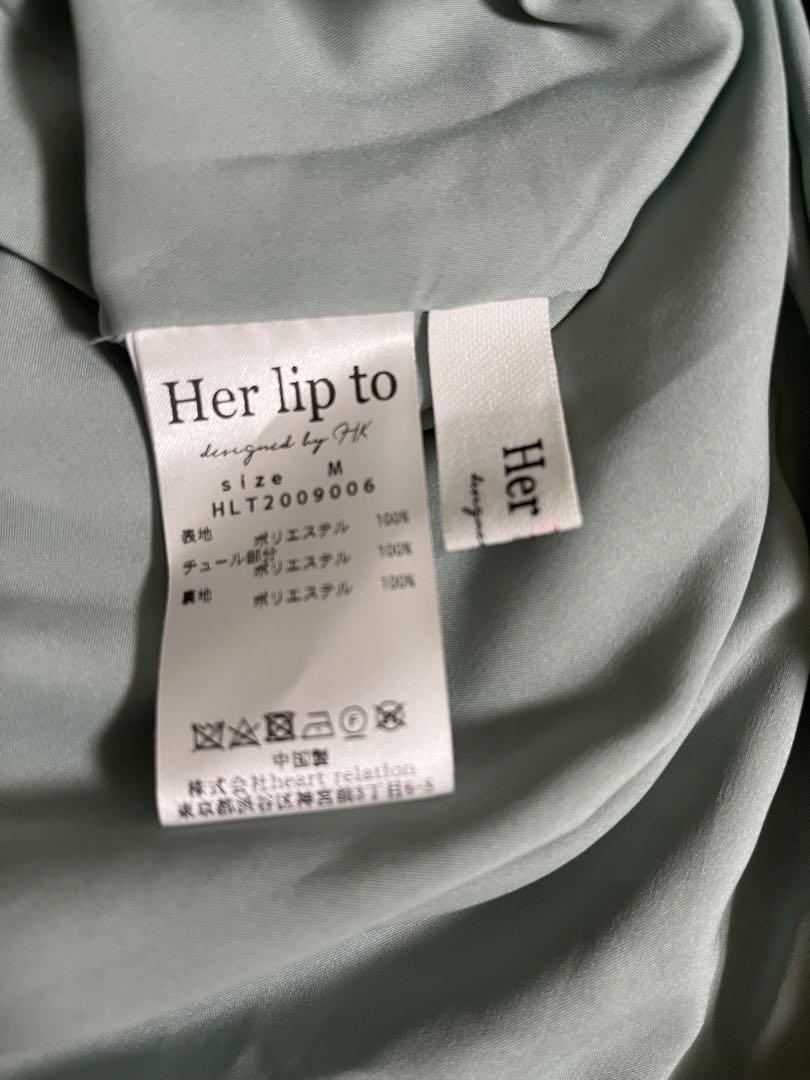 Her lip to
designed by HK
size M
HLT2009006
表地 ポリエステル 100%
チュール部分 ポリエステル 100%
裏地 ポリエステル 100%
中国製
株式会社heart relation
東京都渋谷区神宮前3丁目6-3
Her
designe